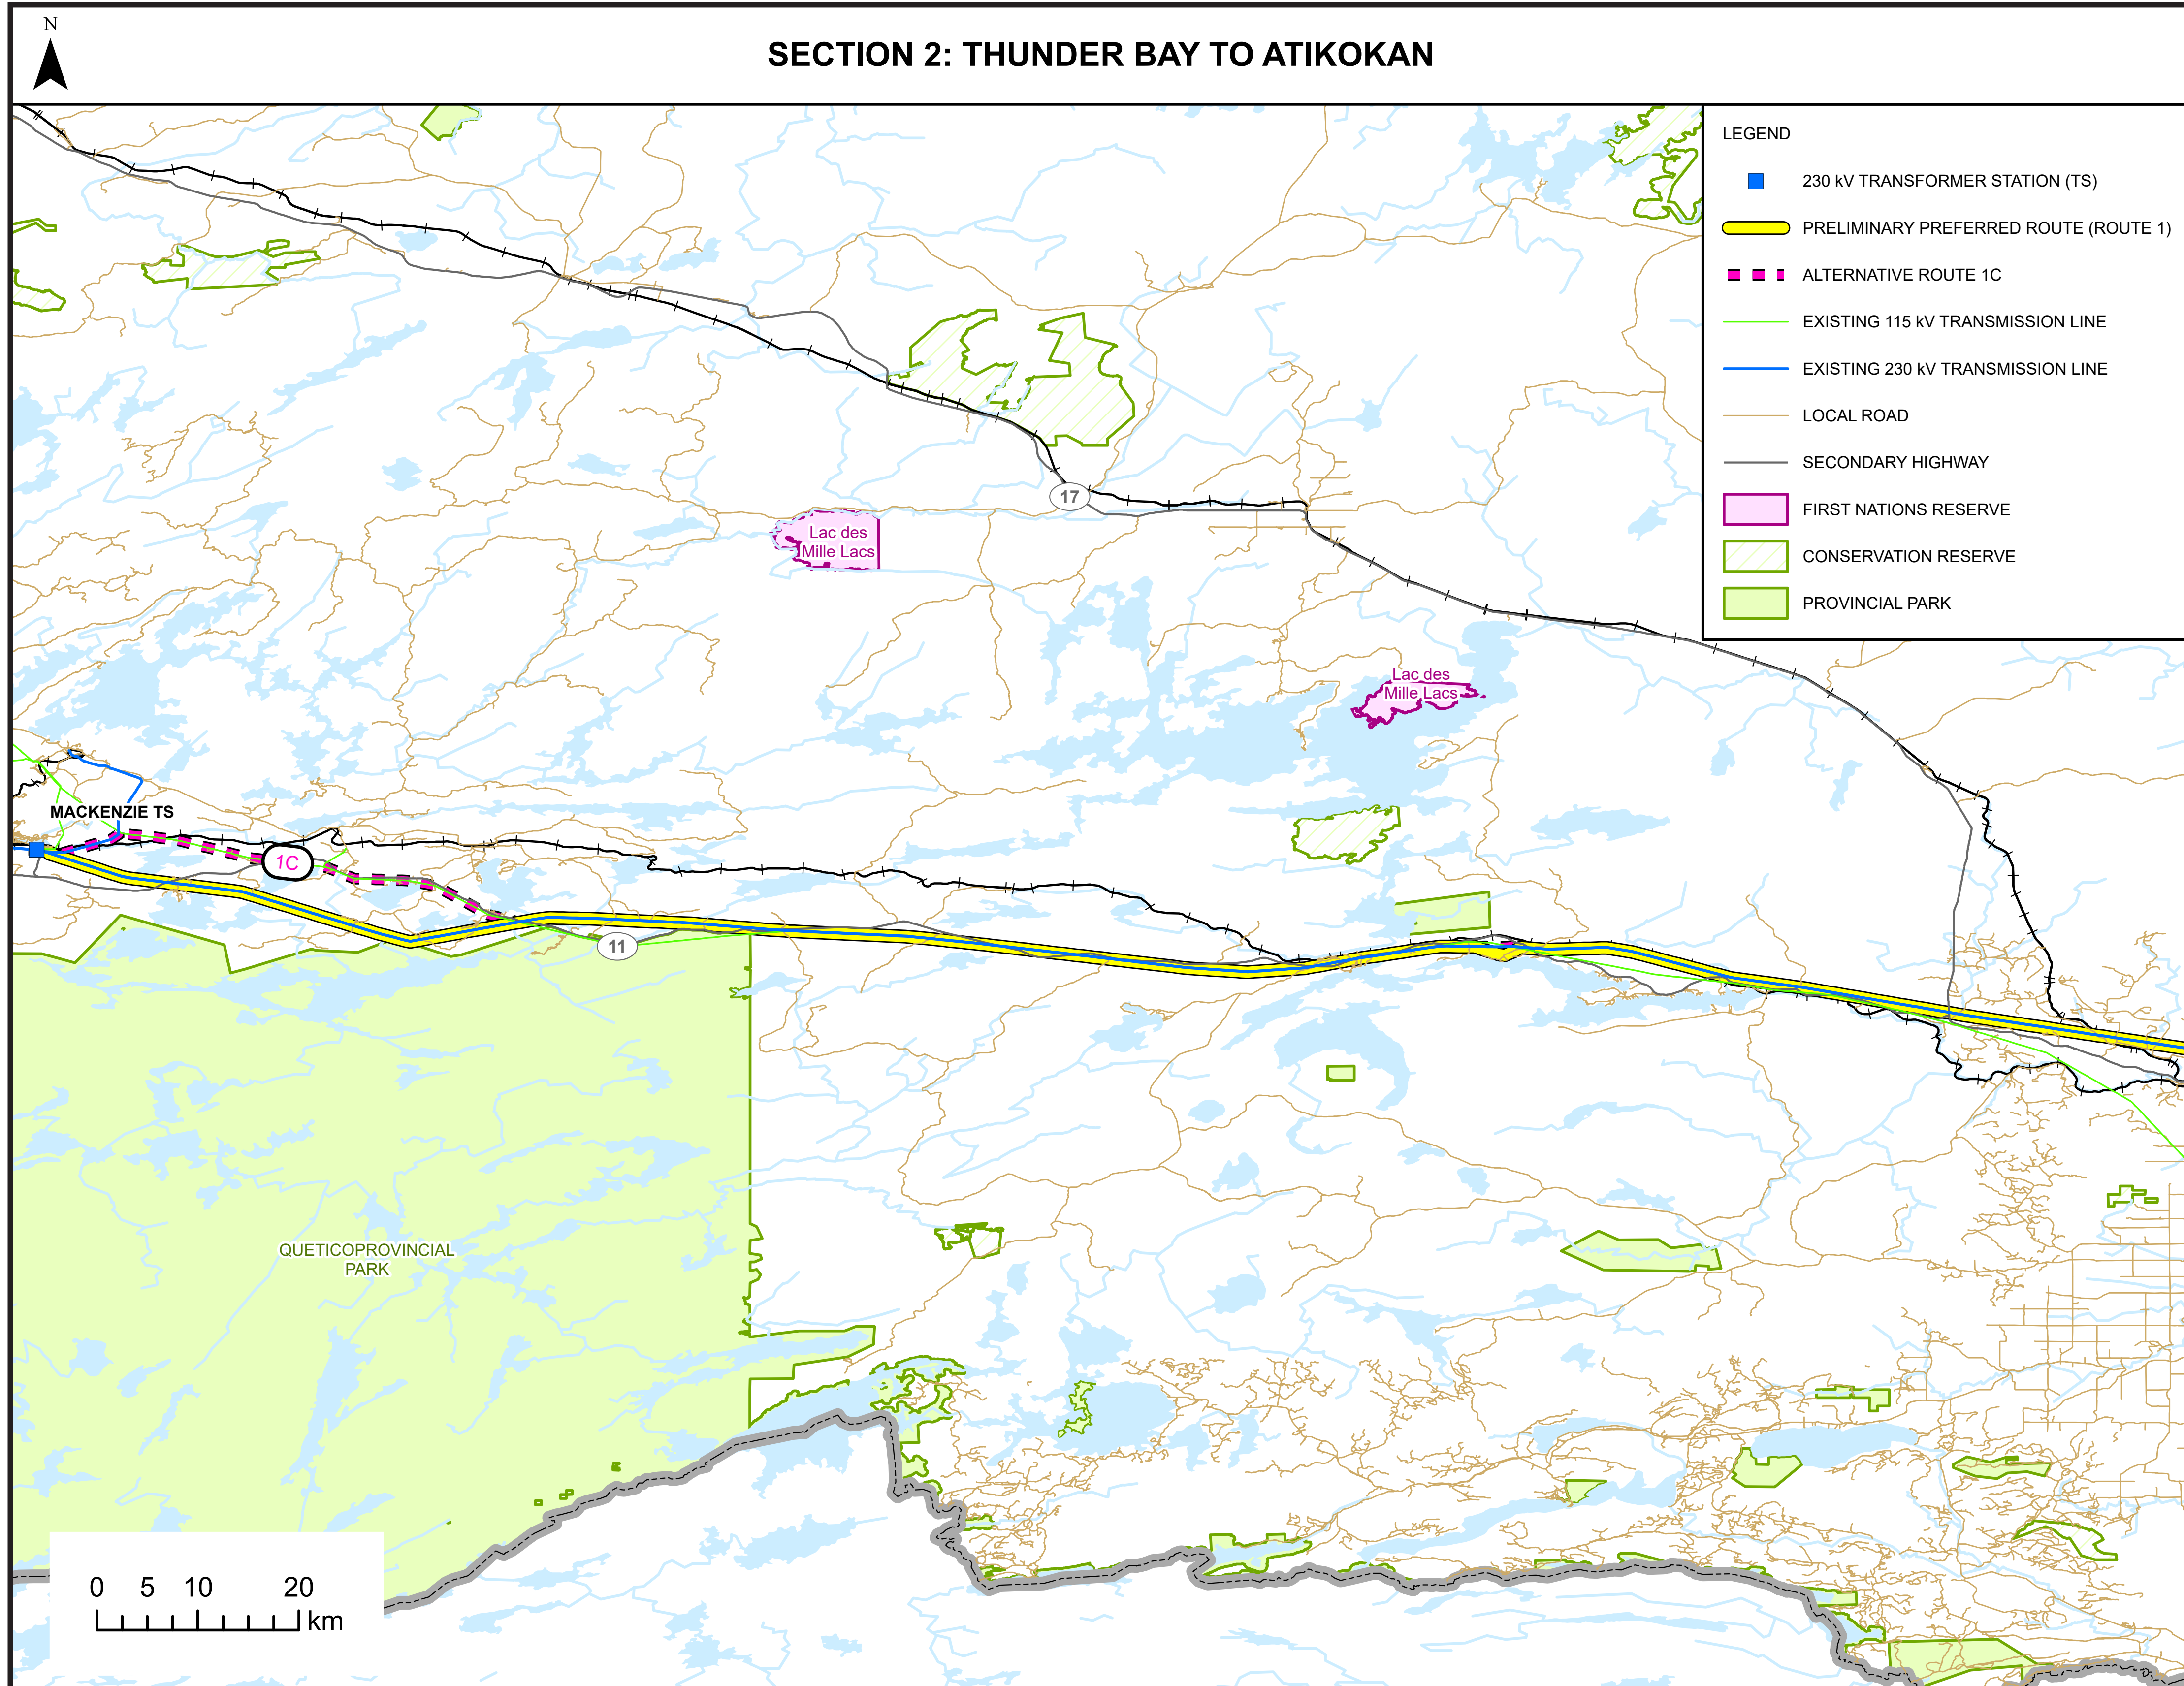 N
SECTION 2: THUNDER BAY TO ATIKOKAN
LEGEND
230 kV TRANSFORMER STATION (TS)
PRELIMINARY PREFERRED ROUTE (ROUTE 1)
ALTERNATIVE ROUTE 1C
EXISTING 115 kV TRANSMISSION LINE
EXISTING 230 kV TRANSMISSION LINE
LOCAL ROAD
SECONDARY HIGHWAY
FIRST NATIONS RESERVE
CONSERVATION RESERVE
PROVINCIAL PARK
17
Lac des
Mille Lacs
Lac des
Mille Lacs
MACKENZIE TS
1C
11
QUETICOPROVINCIAL
PARK
0 5 10 20
km